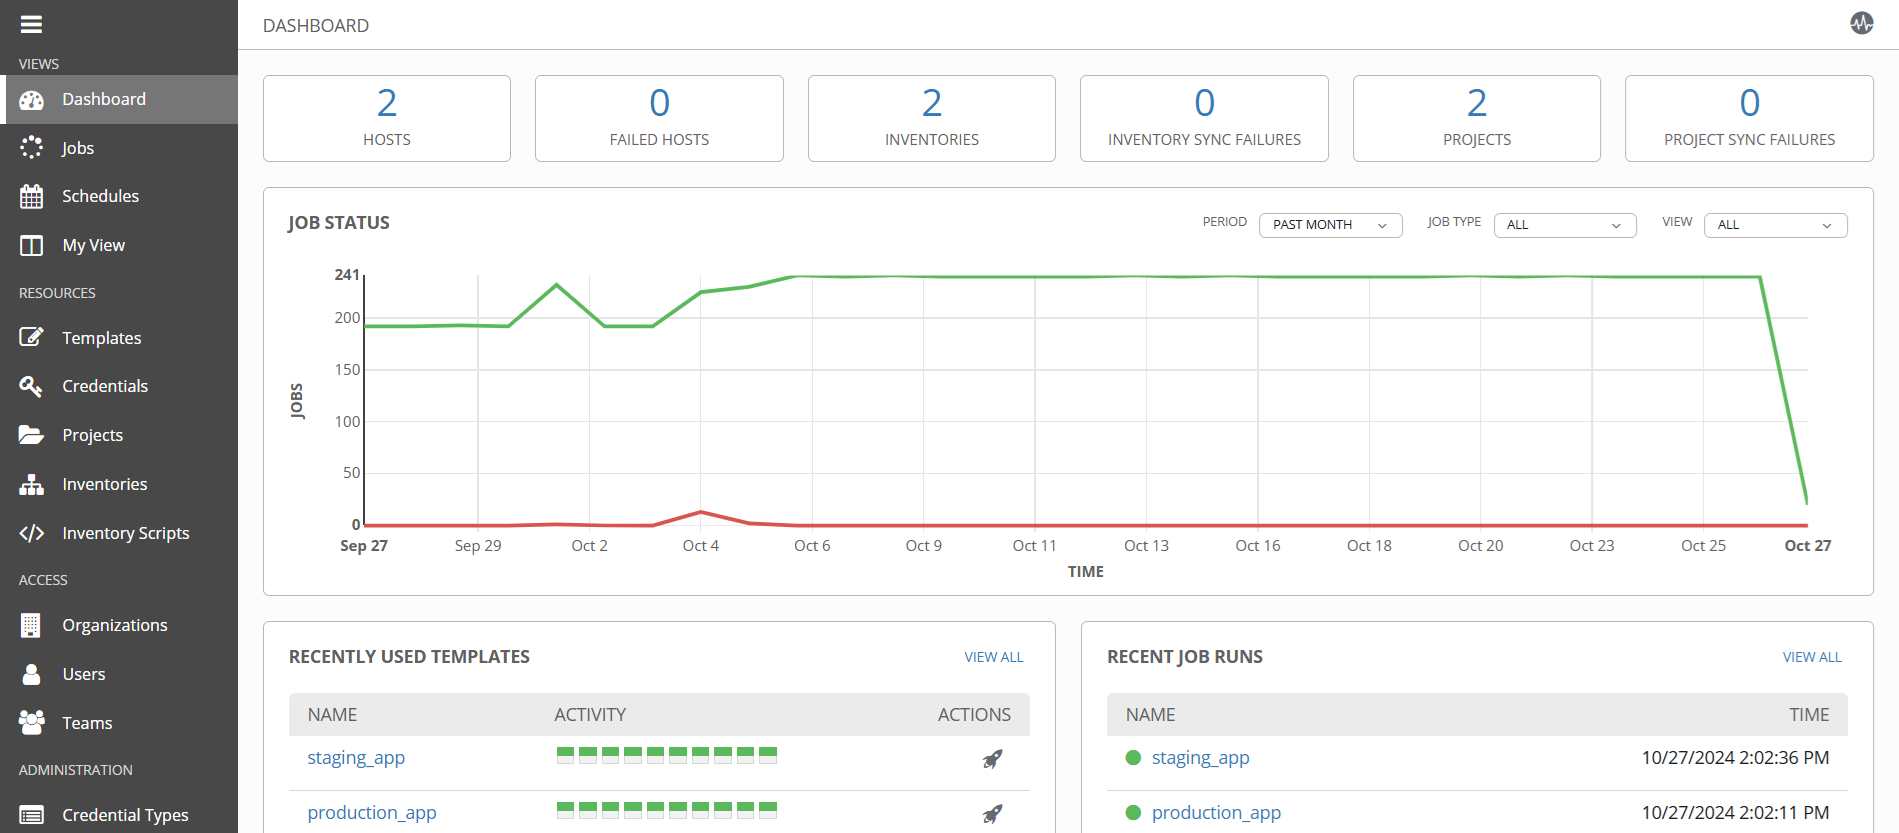 DASHBOARD
VIEWS
Dashboard
Jobs
Schedules
My View
RESOURCES
Templates
Credentials
Projects
Inventories
Inventory Scripts
ACCESS
Organizations
Users
Teams
ADMINISTRATION
Credential Types
2
HOSTS
0
FAILED HOSTS
2
INVENTORIES
0
INVENTORY SYNC FAILURES
2
PROJECTS
0
PROJECT SYNC FAILURES
JOB STATUS
PERIOD PAST MONTH JOB TYPE ALL VIEW ALL
241
200
150
100
50
0
JOBS
Sep 27 Sep 29 Oct 2 Oct 4 Oct 6 Oct 9 Oct 11 Oct 13 Oct 16 Oct 18 Oct 20 Oct 23 Oct 25 Oct 27
TIME
RECENTLY USED TEMPLATES VIEW ALL
NAME ACTIVITY ACTIONS
staging_app
production_app
RECENT JOB RUNS VIEW ALL
NAME TIME
staging_app 10/27/2024 2:02:36 PM
production_app 10/27/2024 2:02:11 PM